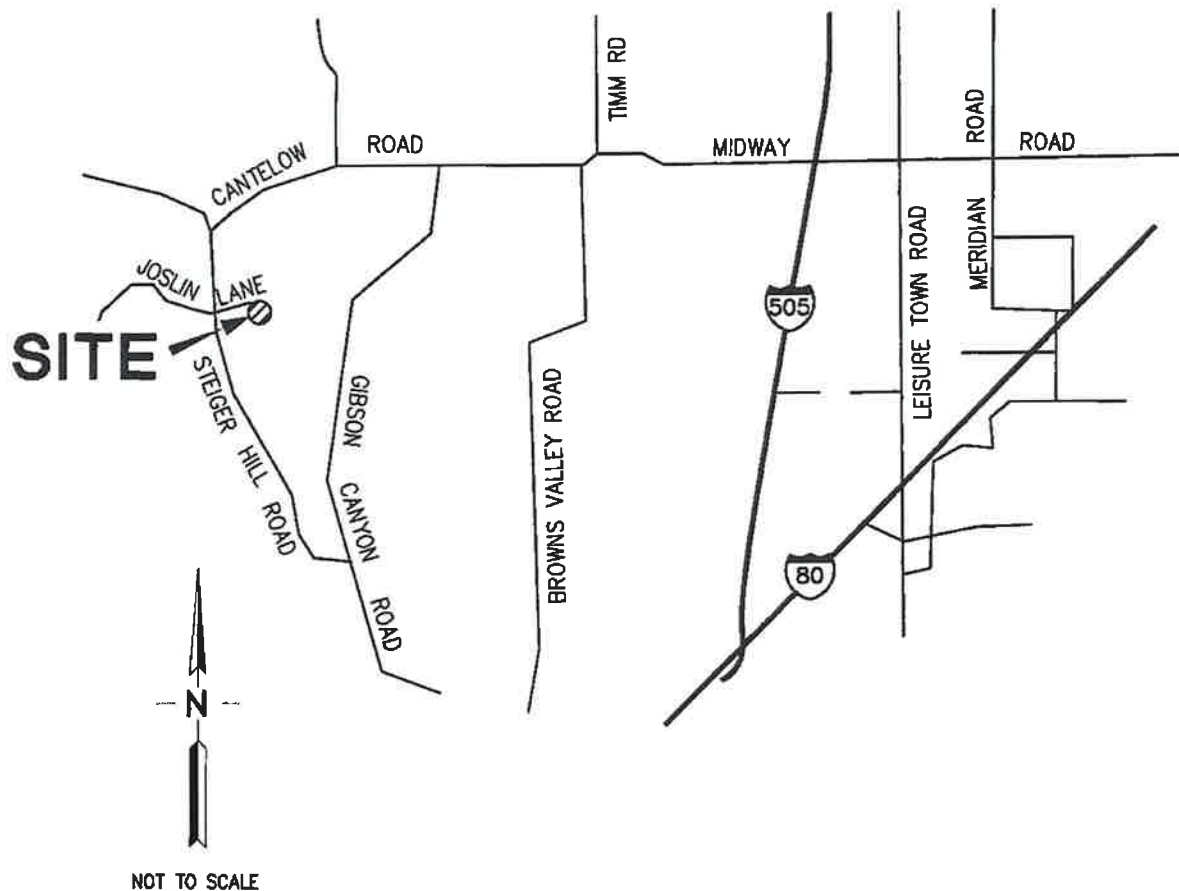 TIMM RD
ROAD
CANTELOW
ROAD
MIDWAY
ROAD
JOSLIN LANE
SITE
505
LEISURE TOWN ROAD
MERIDIAN
STEIGER HILL ROAD
GIBSON CANYON ROAD
BROWNS VALLEY ROAD
80
N
NOT TO SCALE